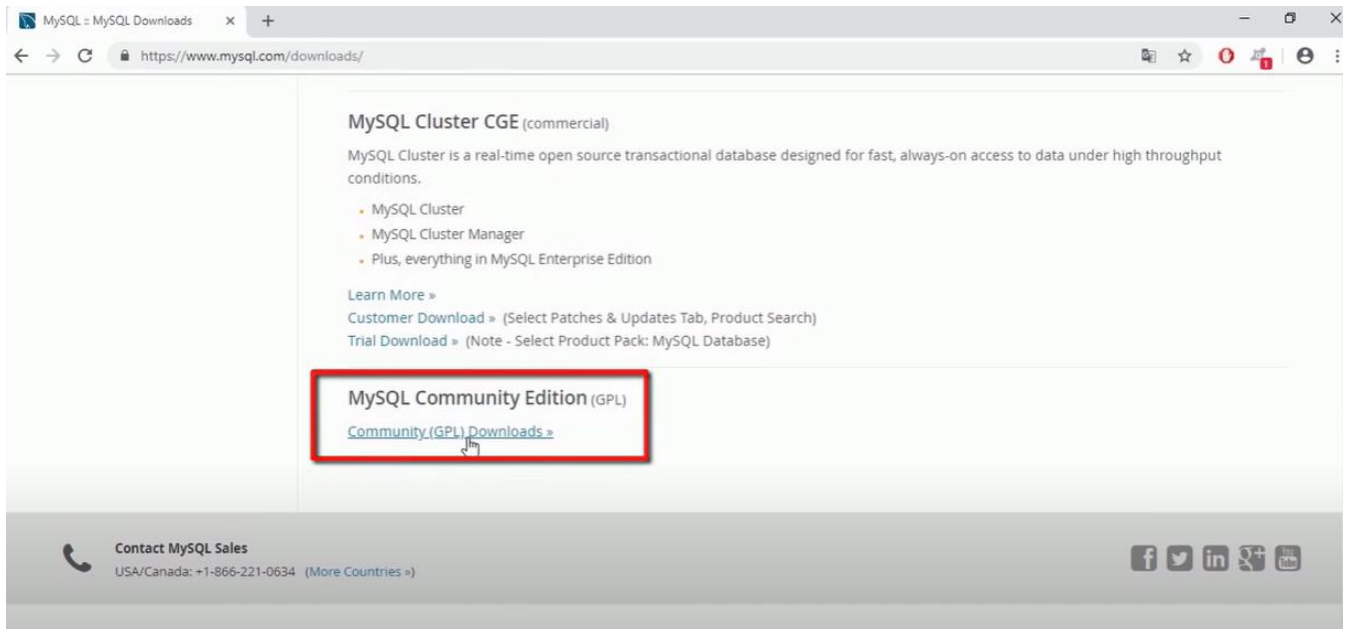 MySQL :: MySQL Downloads
https://www.mysql.com/downloads/
1
MySQL Cluster CGE (commercial)
MySQL Cluster is a real-time open source transactional database designed for fast, always-on access to data under high throughput
conditions.
• MySQL Cluster
• MySQL Cluster Manager
• Plus, everything in MySQL Enterprise Edition
Learn More »
Customer Download » (Select Patches & Updates Tab, Product Search)
Trial Download » (Note - Select Product Pack: MySQL Database)
MySQL Community Edition (GPL)
Community (GPL) Downloads »
Contact MySQL Sales
USA/Canada: +1-866-221-0634 (More Countries »)